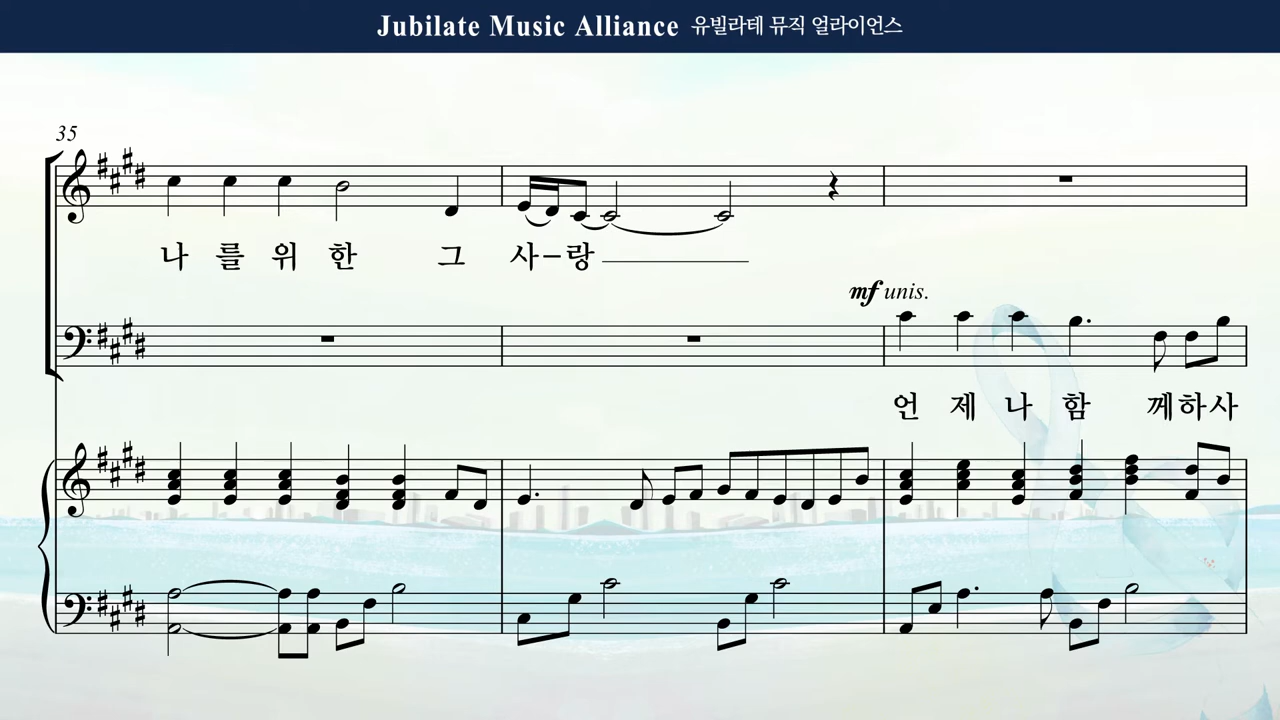 Jubilate Music Alliance 유빌라테 뮤직 얼라이언스
35
나 를 위 한 그 사-랑
mf unis.
언 제 나 함 께하사